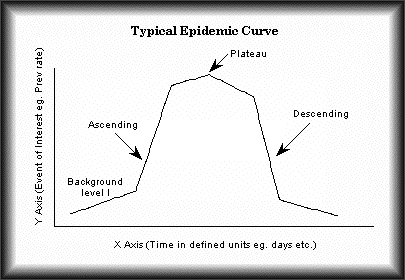 Typical Epidemic Curve
Plateau
Ascending
Descending
Background
level I
Y Axis (Event of Interest eg. Prev rate)
X Axis (Time in defined units eg. days etc.)